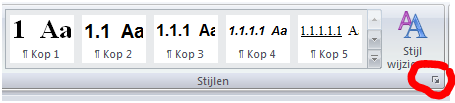 1 Aa
1.1 Aa
1.1.1 Aa
1.1.1.1 Aa
1.1.1.1.1 A
¶ Kop 1
¶ Kop 2
¶ Kop 3
¶ Kop 4
¶ Kop 5
Stijl
Stijlen